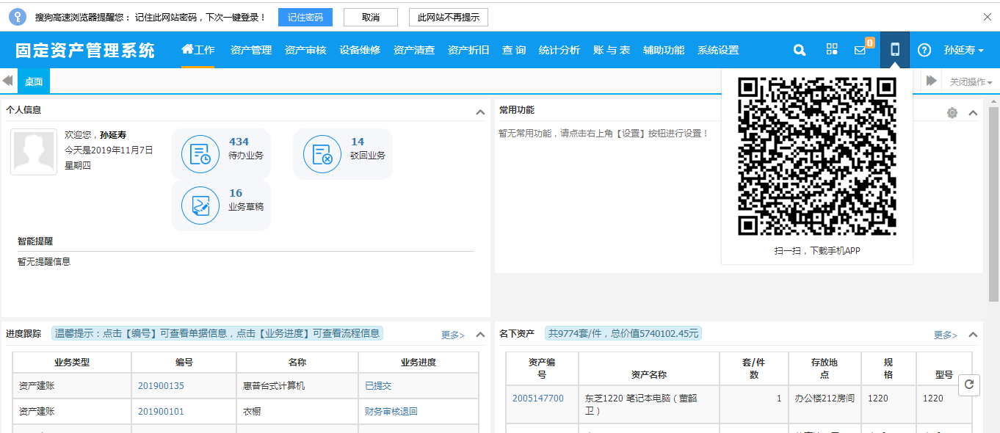 搜狗高速浏览器提醒您： 记住此网站密码，下次一键登录！ 记住密码 取消 此网站不再提示
固定资产管理系统 工作 资产管理 资产审核 设备维修 资产清查 资产折旧 查 询 统计分析 账 与 表 辅助功能 系统设置 0 孙延寿
桌面 关闭操作
个人信息
欢迎您，孙延寿
今天是2019年11月7日
星期四
434
待办业务
14
驳回业务
16
业务草稿
智能提醒
暂无提醒信息
常用功能
暂无常用功能，请点击右上角【设置】按钮进行设置！
扫一扫，下载手机APP
进度跟踪 温馨提示：点击【编号】可查看单据信息，点击【业务进度】可查看流程信息 更多>
业务类型 编号 名称 业务进度
资产建账 201900135 惠普台式计算机 已提交
资产建账 201900101 衣橱 财务审核退回
名下资产 共9774套/件，总价值5740102.45元 更多>
资产编号 资产名称 套/件数 存放地点 规格 型号
2005147700 东芝1220 笔记本电脑（董韶卫） 1 办公楼212房间 1220 1220